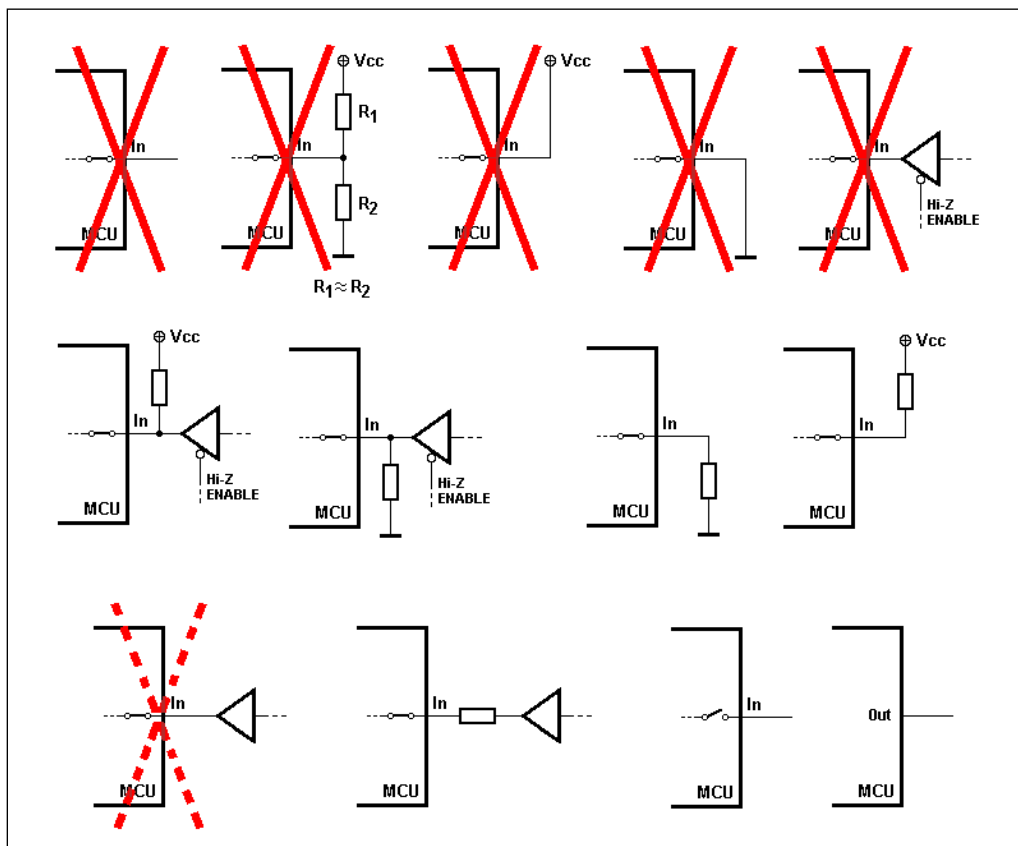 In
MCU
Vcc
R1
In
R2
MCU
R1≈R2
Vcc
In
MCU
In
MCU
In
Hi-Z
ENABLE
MCU
Vcc
In
Hi-Z
ENABLE
MCU
In
Hi-Z
ENABLE
MCU
In
MCU
Vcc
In
MCU
In
MCU
In
MCU
In
MCU
Out
MCU